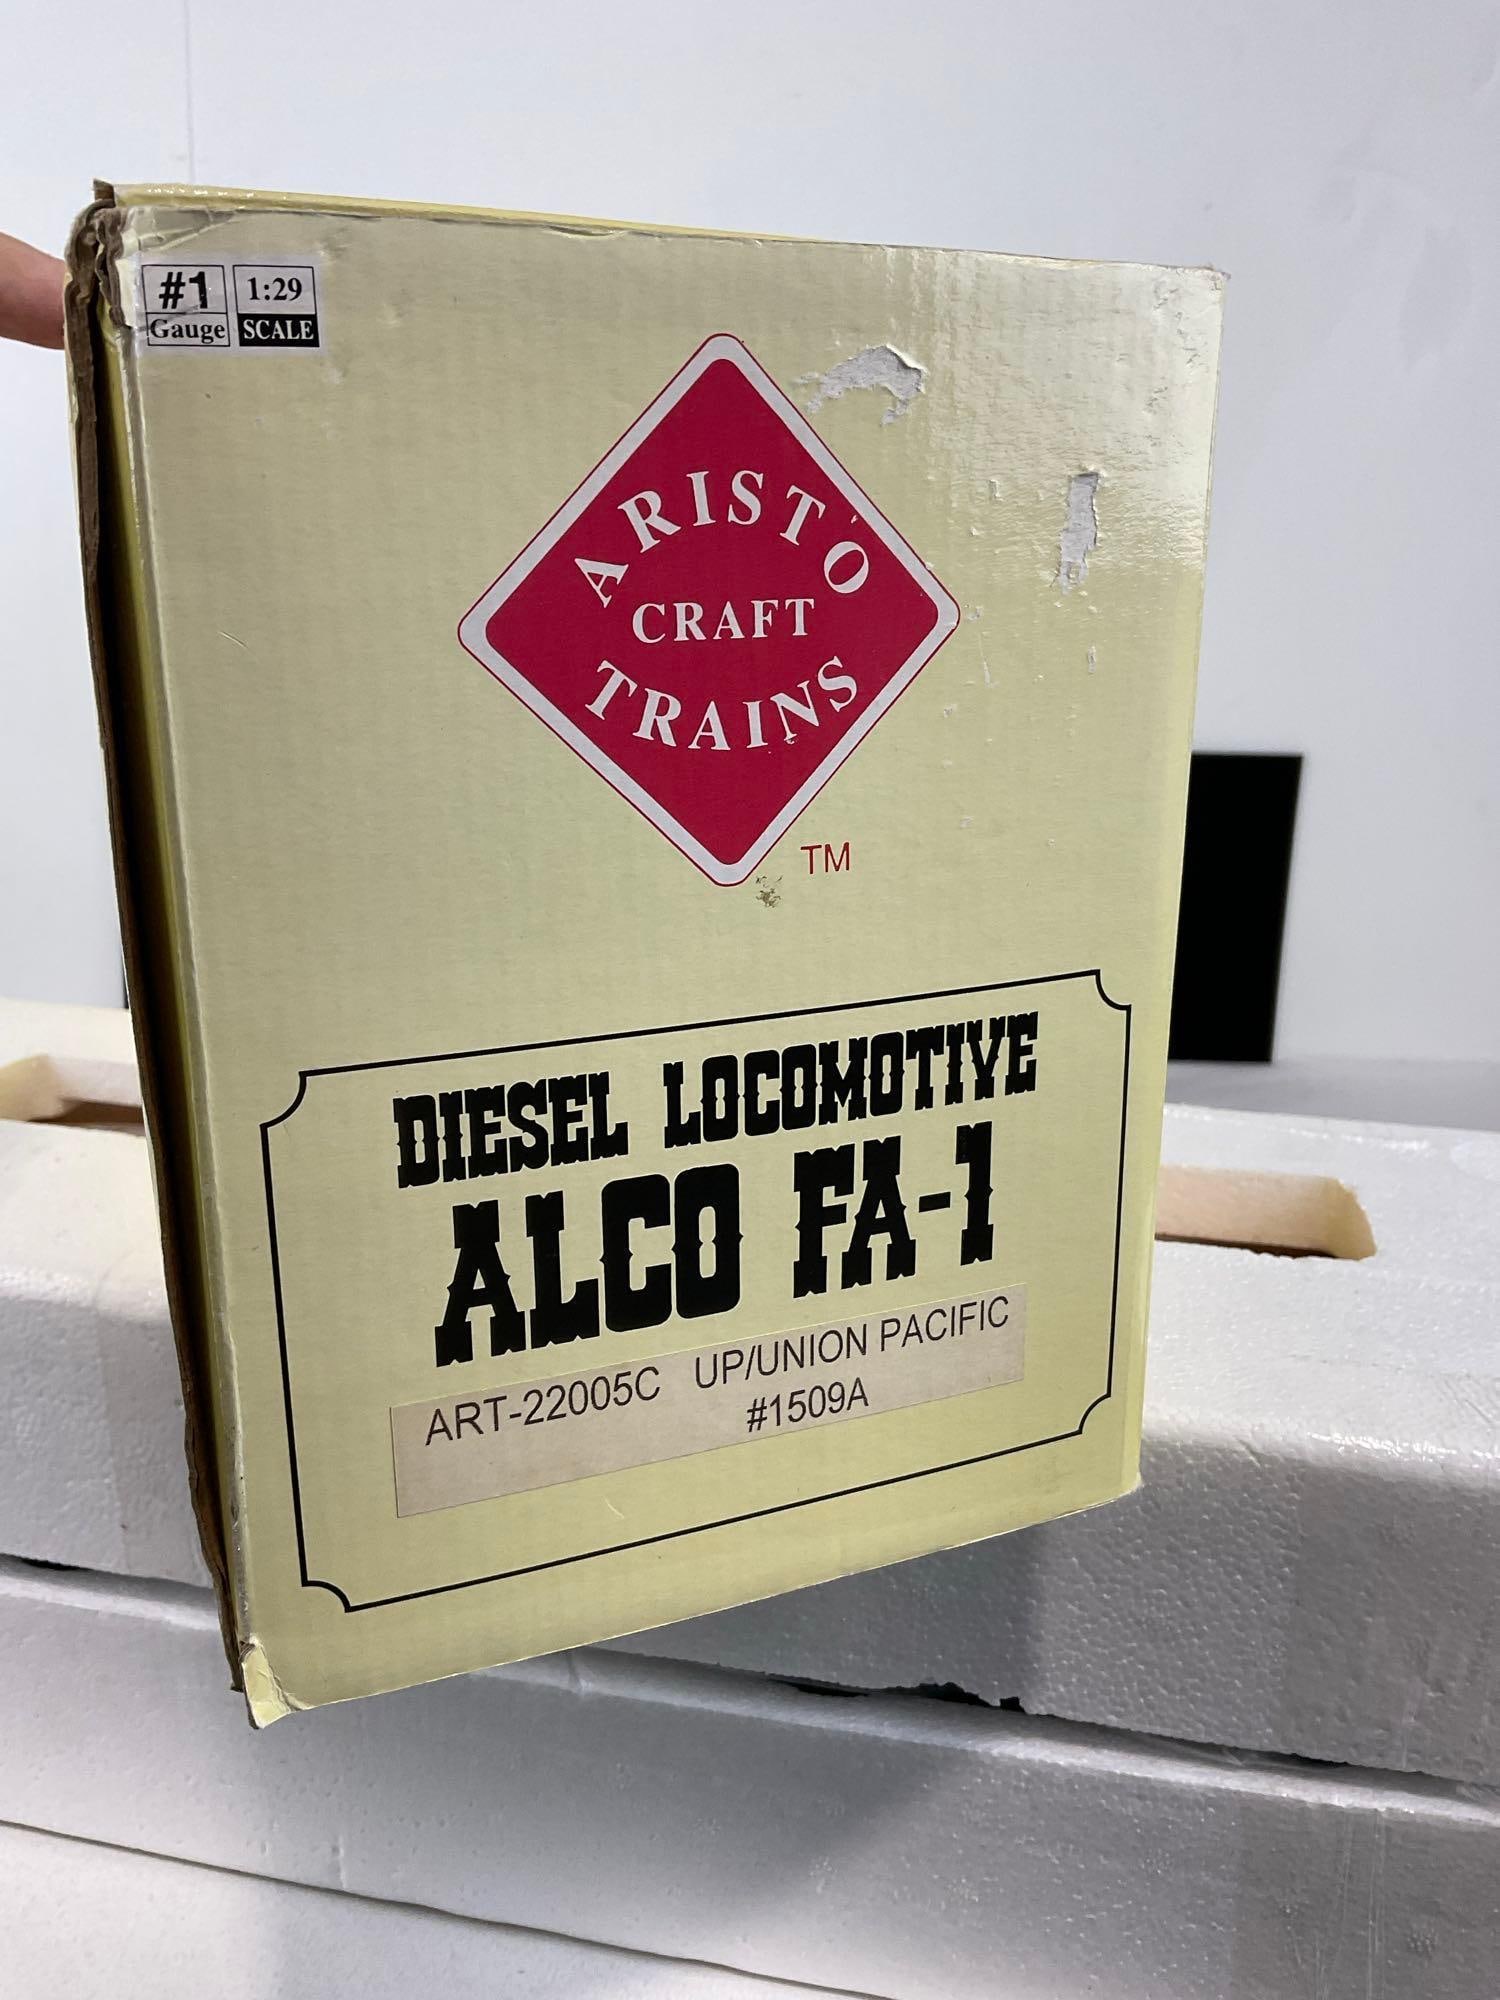 #1 1:29
Gauge SCALE
ARISTO
CRAFT
TRAINS
TM
DIESEL LOCOMOTIVE
ALCO FA-1
ART-22005C UP/UNION PACIFIC
#1509A